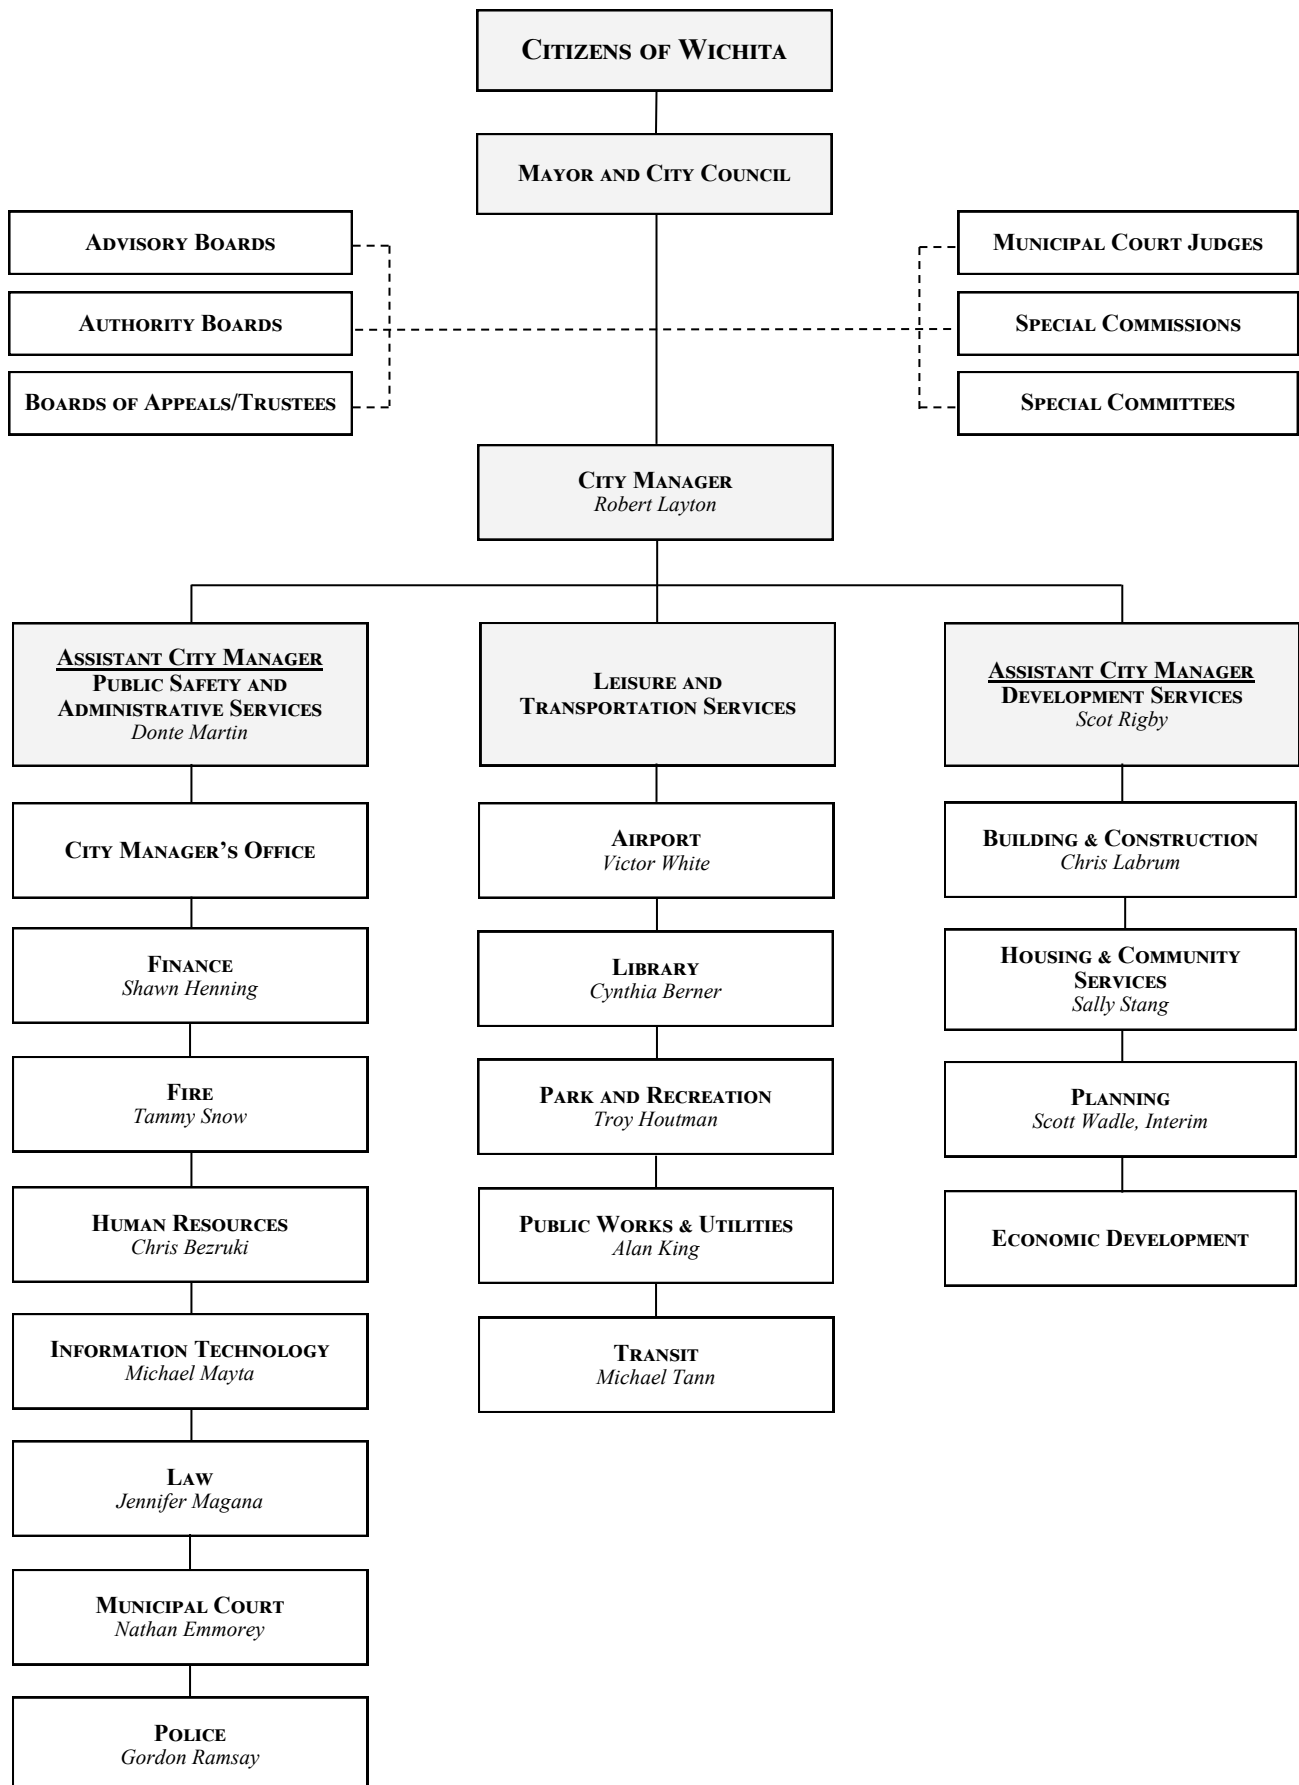 CITIZENS OF WICHITA
MAYOR AND CITY COUNCIL
ADVISORY BOARDS
AUTHORITY BOARDS
BOARDS OF APPEALS/TRUSTEES
MUNICIPAL COURT JUDGES
SPECIAL COMMISSIONS
SPECIAL COMMITTEES
CITY MANAGER
Robert Layton
ASSISTANT CITY MANAGER
PUBLIC SAFETY AND
ADMINISTRATIVE SERVICES
Donte Martin
CITY MANAGER’S OFFICE
FINANCE
Shawn Henning
FIRE
Tammy Snow
HUMAN RESOURCES
Chris Bezruki
INFORMATION TECHNOLOGY
Michael Mayta
LAW
Jennifer Magana
MUNICIPAL COURT
Nathan Emmorey
POLICE
Gordon Ramsay
LEISURE AND
TRANSPORTATION SERVICES
AIRPORT
Victor White
LIBRARY
Cynthia Berner
PARK AND RECREATION
Troy Houtman
PUBLIC WORKS & UTILITIES
Alan King
TRANSIT
Michael Tann
ASSISTANT CITY MANAGER
DEVELOPMENT SERVICES
Scot Rigby
BUILDING & CONSTRUCTION
Chris Labrum
HOUSING & COMMUNITY
SERVICES
Sally Stang
PLANNING
Scott Wadle, Interim
ECONOMIC DEVELOPMENT